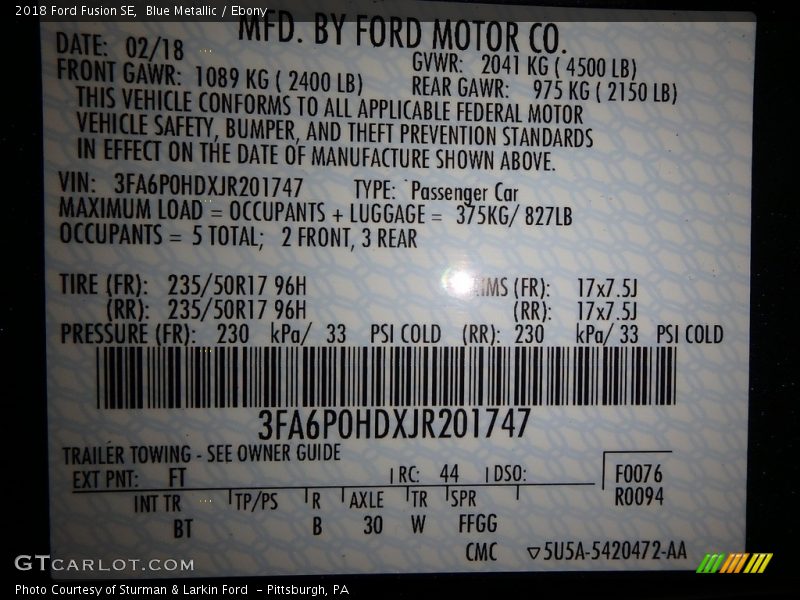 2018 Ford Fusion SE,  Blue Metallic / Ebony
MFD. BY FORD MOTOR CO.
DATE: 02/18 GVWR: 2041 KG ( 4500 LB)
FRONT GAWR: 1089 KG ( 2400 LB) REAR GAWR: 975 KG ( 2150 LB)
THIS VEHICLE CONFORMS TO ALL APPLICABLE FEDERAL MOTOR
VEHICLE SAFETY, BUMPER, AND THEFT PREVENTION STANDARDS
IN EFFECT ON THE DATE OF MANUFACTURE SHOWN ABOVE.
VIN: 3FA6P0HDXJR201747 TYPE: Passenger Car
MAXIMUM LOAD = OCCUPANTS + LUGGAGE = 375KG/ 827LB
OCCUPANTS = 5 TOTAL; 2 FRONT, 3 REAR
TIRE (FR): 235/50R17 96H IMS (FR): 17x7.5J
(RR): 235/50R17 96H (RR): 17x7.5J
PRESSURE (FR): 230 kPa/ 33 PSI COLD (RR): 230 kPa/ 33 PSI COLD
3FA6P0HDXJR201747
TRAILER TOWING - SEE OWNER GUIDE
EXT PNT: FT RC: 44 DSO: F0076
R0094
INT TR TP/PS R AXLE TR SPR
BT B 30 W FFGG
CMC ▽5U5A-5420472-AA
GTCARLOT.COM
Photo Courtesy of Sturman & Larkin Ford  - Pittsburgh, PA